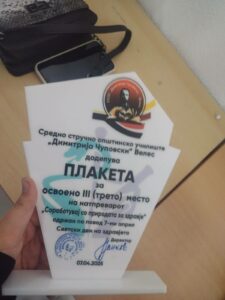 Средно стручно општинско училиште
„Димитрија Чуповски" Велес
доделува
ПЛАКЕТА
за
освоено III (трето) место
на натпреварот
"Соработувај со природата за здравје"
одржан по повод 7-ми април
Светски ден на здравјето
Директор
07.04.2025